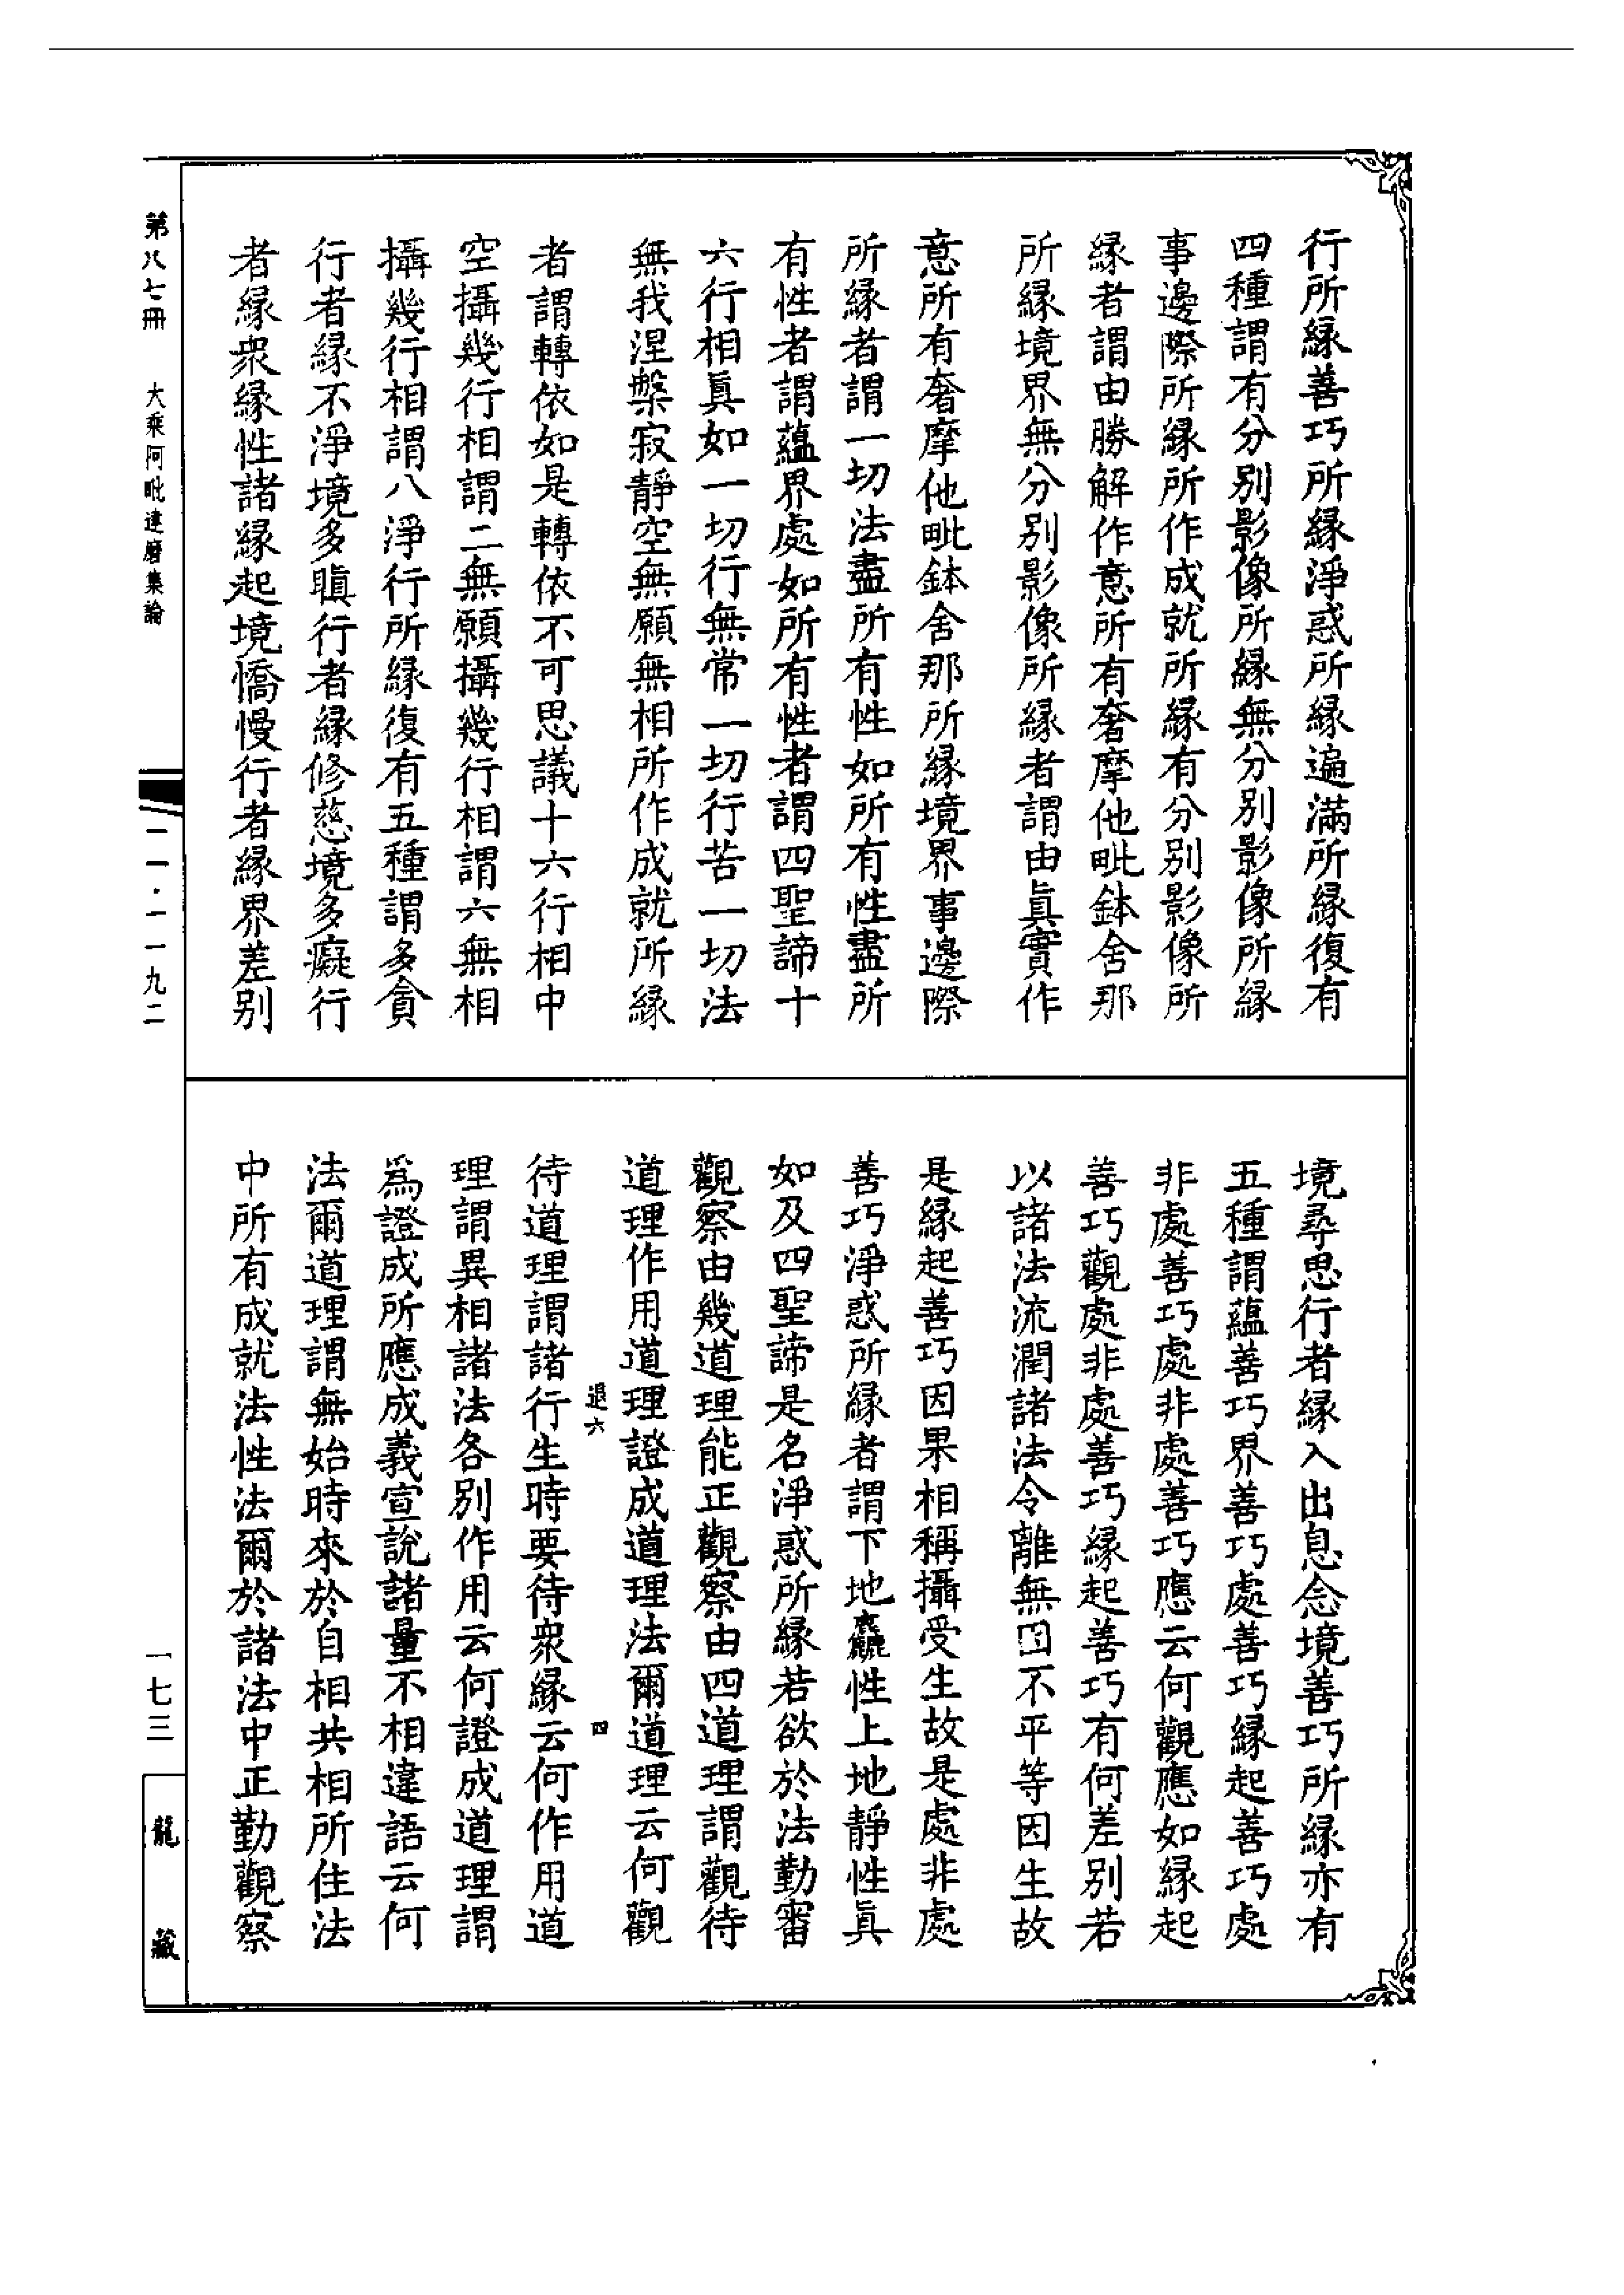 行所緣善巧所緣淨惑所緣遍滿所緣復有
四種謂有分別影像所緣無分別影像所緣
事邊際所緣所作成就所緣有分別影像所
緣者謂由勝解作意所有奢摩他毗鉢舍那
所緣境界無分別影像所緣者謂由眞實作
意所有奢摩他毗鉢舍那所緣境界事邊際
所緣者謂一切法盡所有性如所有性盡所
有性者謂蘊界處如所有性者謂四聖諦十
六行相眞如一切行無常一切行苦一切法
無我涅槃寂靜空無願無相所作成就所緣
者謂轉依如是轉依不可思議十六行相中
空攝幾行相謂二無願攝幾行相謂六無相
攝幾行相謂八淨行所緣復有五種謂多貪
行者緣不淨境多瞋行者緣修慈境多癡行
者緣衆緣性諸緣起境憍慢行者緣界差別
境尋思行者緣入出息念境善巧所緣亦有
五種謂蘊善巧界善巧處善巧緣起善巧處
非處善巧處非處善巧應云何觀應如緣起
善巧觀處非處善巧緣起善巧有何差別若
以諸法流潤諸法令離無因不平等因生故
是緣起善巧因果相稱攝受生故是處非處
善巧淨惑所緣者謂下地麤性上地靜性眞
如及四聖諦是名淨惑所緣若欲於法勤審
觀察由幾道理能正觀察由四道理謂觀待
道理作用道理證成道理法爾道理云何觀
退六 四
待道理謂諸行生時要待衆緣云何作用道
理謂異相諸法各別作用云何證成道理謂
爲證成所應成義宣說諸量不相違語云何
法爾道理謂無始時來於自相共相所住法
中所有成就法性法爾於諸法中正勤觀察
第八七冊 大乘阿毗達磨集論
一一·一一九二
一七三
龍藏